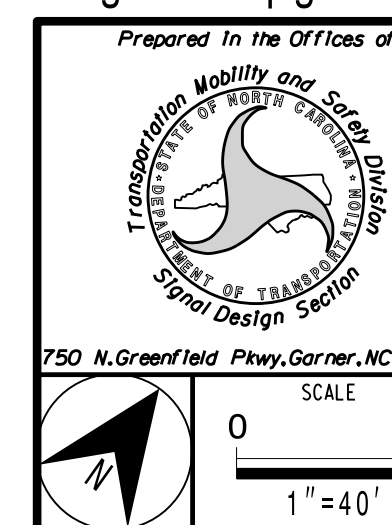 Prepared in the Offices of
Transportation Mobility and Safety Division
STATE OF NORTH CAROLINA
DEPARTMENT OF TRANSPORTATION
Signal Design Section
750 N.Greenfield Pkwy,Garner,NC
SCALE
0
N
1"=40'